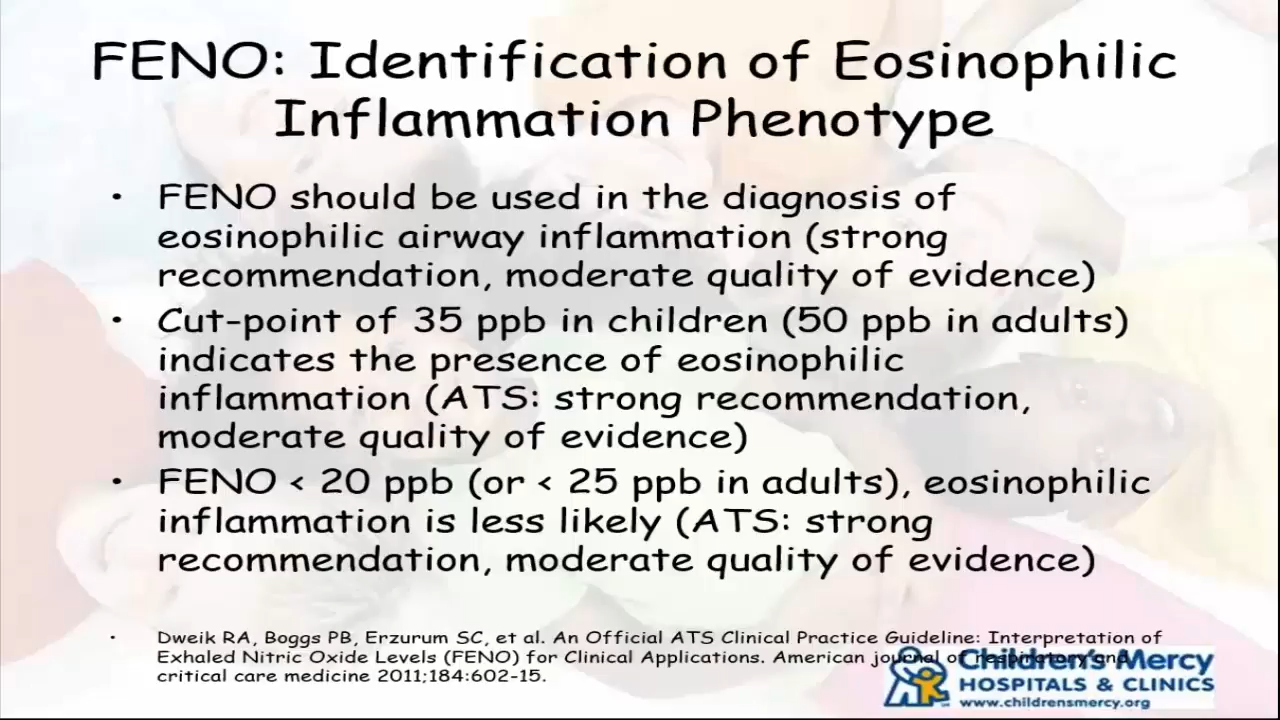 FENO: Identification of Eosinophilic
Inflammation Phenotype
• FENO should be used in the diagnosis of
eosinophilic airway inflammation (strong
recommendation, moderate quality of evidence)
• Cut-point of 35 ppb in children (50 ppb in adults)
indicates the presence of eosinophilic
inflammation (ATS: strong recommendation,
moderate quality of evidence)
• FENO < 20 ppb (or < 25 ppb in adults), eosinophilic
inflammation is less likely (ATS: strong
recommendation, moderate quality of evidence)
• Dweik RA, Boggs PB, Erzurum SC, et al. An Official ATS Clinical Practice Guideline: Interpretation of
Exhaled Nitric Oxide Levels (FENO) for Clinical Applications. American journal of respiratory and
critical care medicine 2011;184:602-15.
Children's Mercy
HOSPITALS & CLINICS
www.childrensmercy.org